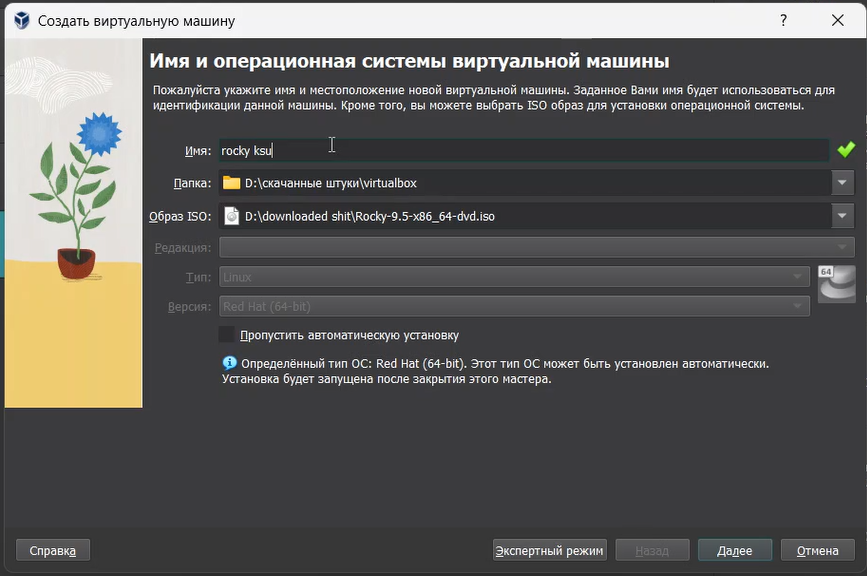 Создать виртуальную машину
?
Имя и операционная системы виртуальной машины
Пожалуйста укажите имя и местоположение новой виртуальной машины. Заданное Вами имя будет использоваться для
идентификации данной машины. Кроме того, вы можете выбрать ISO образ для установки операционной системы.
Имя: rocky ksu
Папка: D:\скачанные штуки\virtualbox
Образ ISO: D:\downloaded shit\Rocky-9.5-x86_64-dvd.iso
Редакция:
Тип: Linux
64
Версия: Red Hat (64-bit)
Пропустить автоматическую установку
Определённый тип ОС: Red Hat (64-bit). Этот тип ОС может быть установлен автоматически.
Установка будет запущена после закрытия этого мастера.
Справка Экспертный режим Назад Далее Отмена